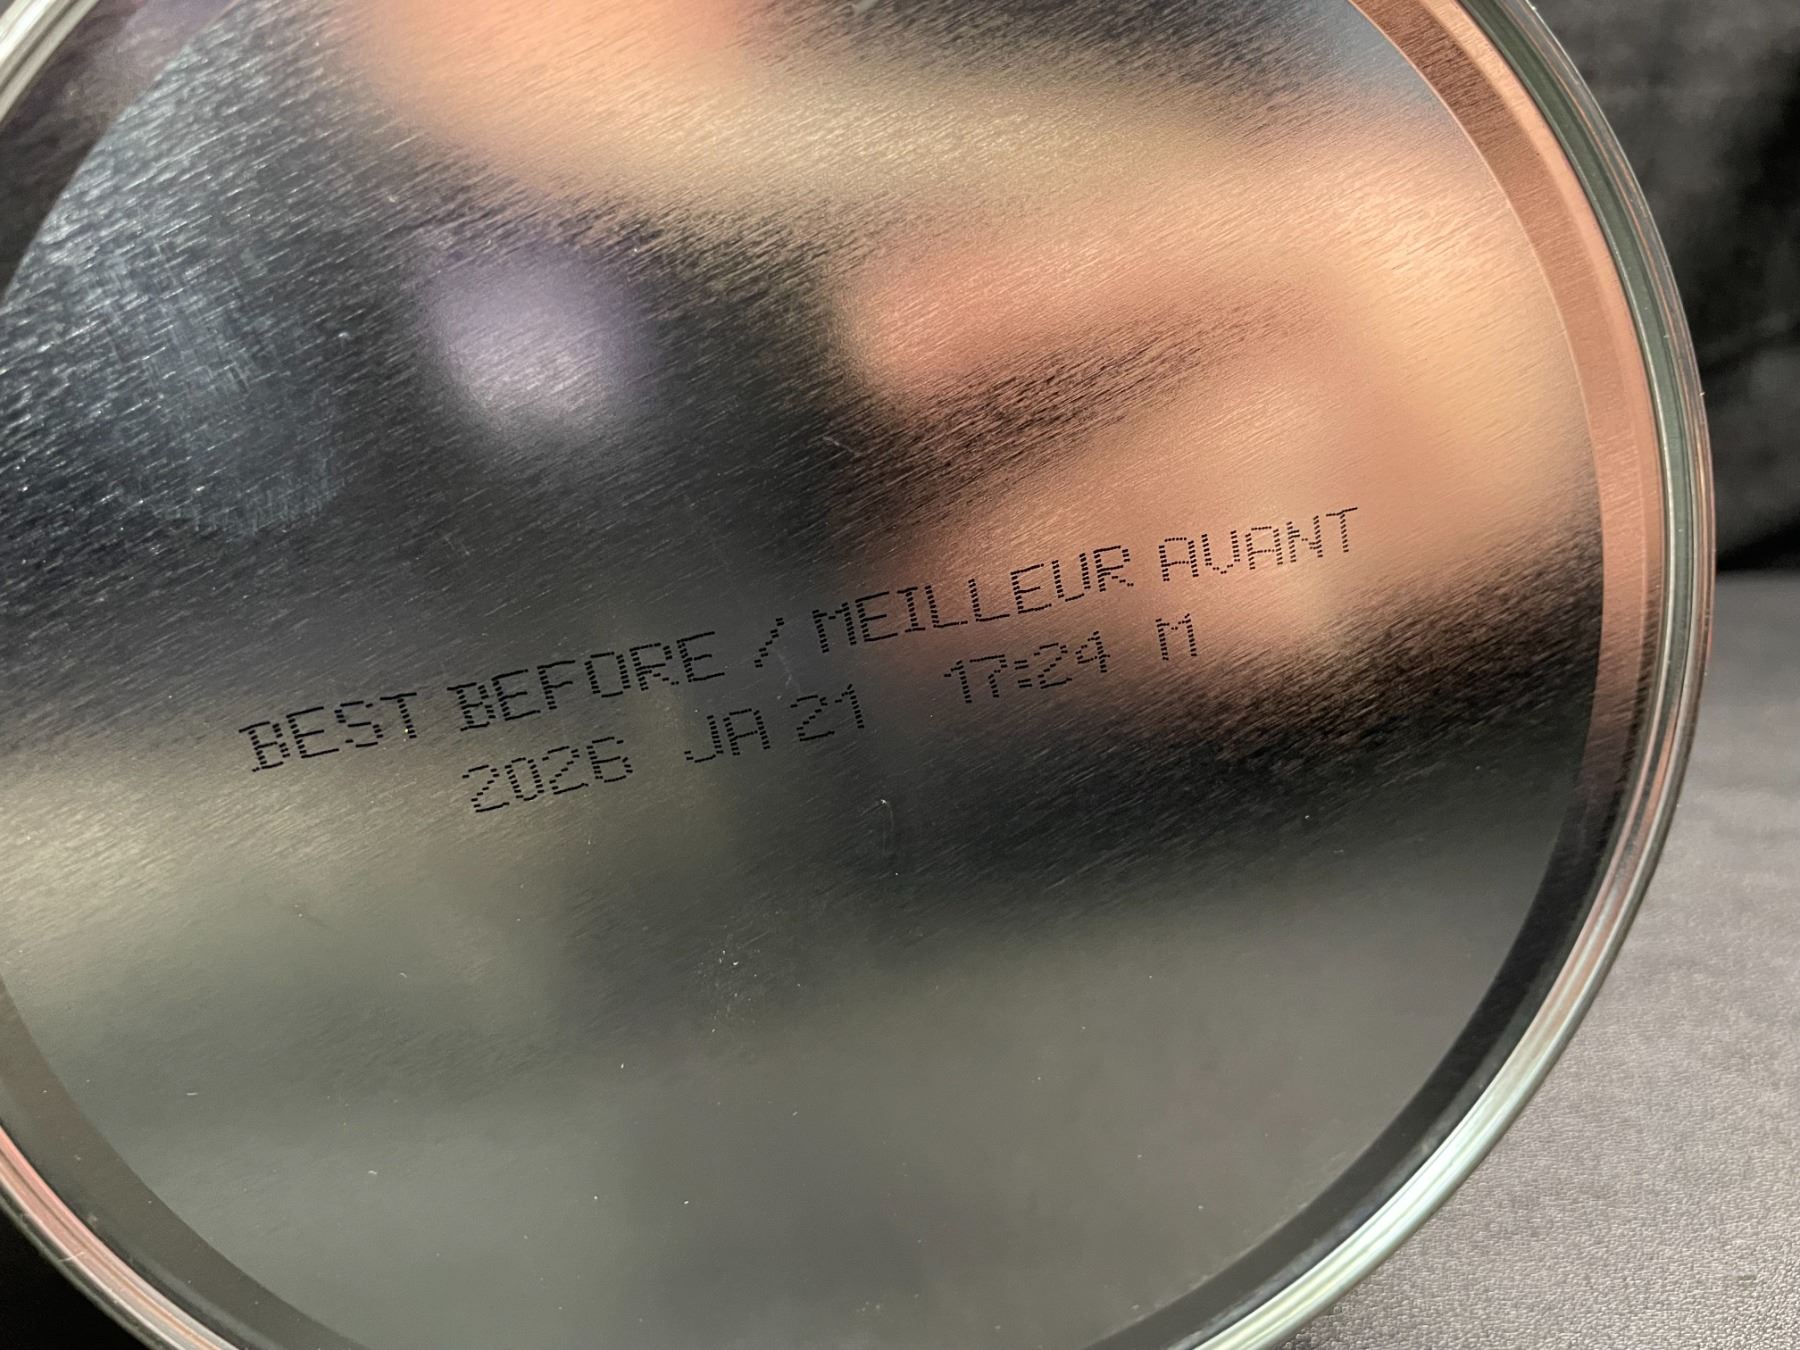 BEST BEFORE / MEILLEUR AVANT
2026 JA 21 17:24 M